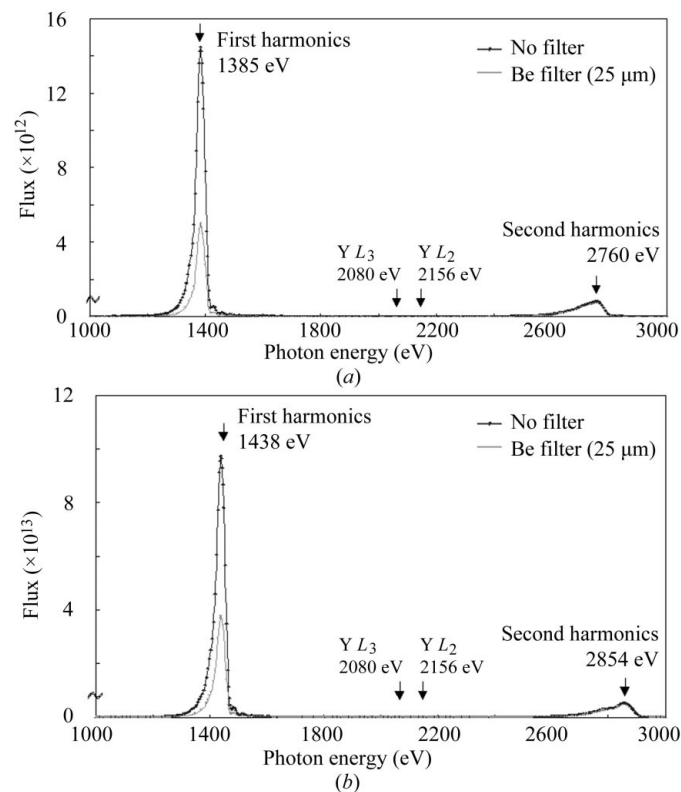 16
12
8
4
0
Flux (×10¹²)
First harmonics
1385 eV
No filter
Be filter (25 μm)
Y L₃
2080 eV
Y L₂
2156 eV
Second harmonics
2760 eV
1000 1400 1800 2200 2600 3000
Photon energy (eV)
(a)
12
8
4
0
Flux (×10¹³)
First harmonics
1438 eV
No filter
Be filter (25 μm)
Y L₃
2080 eV
Y L₂
2156 eV
Second harmonics
2854 eV
1000 1400 1800 2200 2600 3000
Photon energy (eV)
(b)